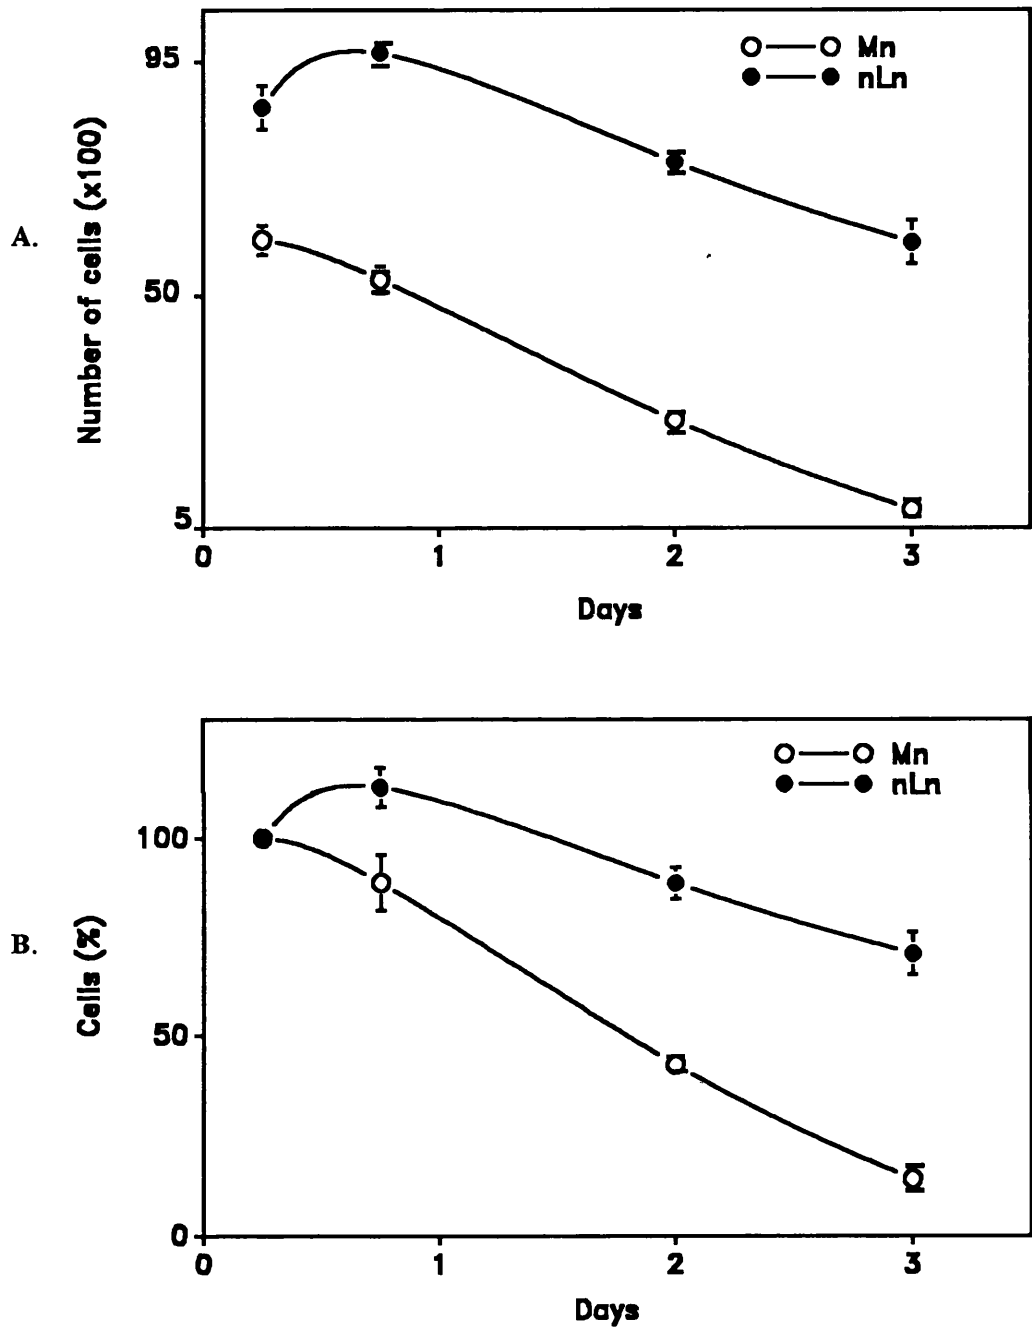 A.
Number of cells (x100)
95
50
5
Mn
nLn
0 1 2 3
Days
B.
Cells (%)
100
50
0
Mn
nLn
0 1 2 3
Days